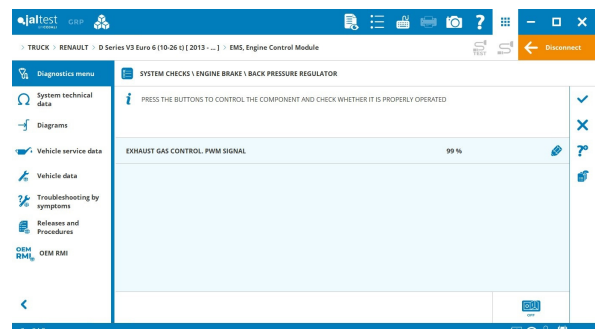 jaltest GRP
?
TEST
Disconnect
> TRUCK > RENAULT > D Series V3 Euro 6 (10-26 t) [ 2013 - ... ] > EMS, Engine Control Module
Diagnostics menu
SYSTEM CHECKS \ ENGINE BRAKE \ BACK PRESSURE REGULATOR
System technical
data
i PRESS THE BUTTONS TO CONTROL THE COMPONENT AND CHECK WHETHER IT IS PROPERLY OPERATED
Diagrams
Vehicle service data
EXHAUST GAS CONTROL. PWM SIGNAL 99 %
?
Vehicle data
Troubleshooting by
symptoms
Releases and
Procedures
OEM
RMI
OEM RMI
OFF